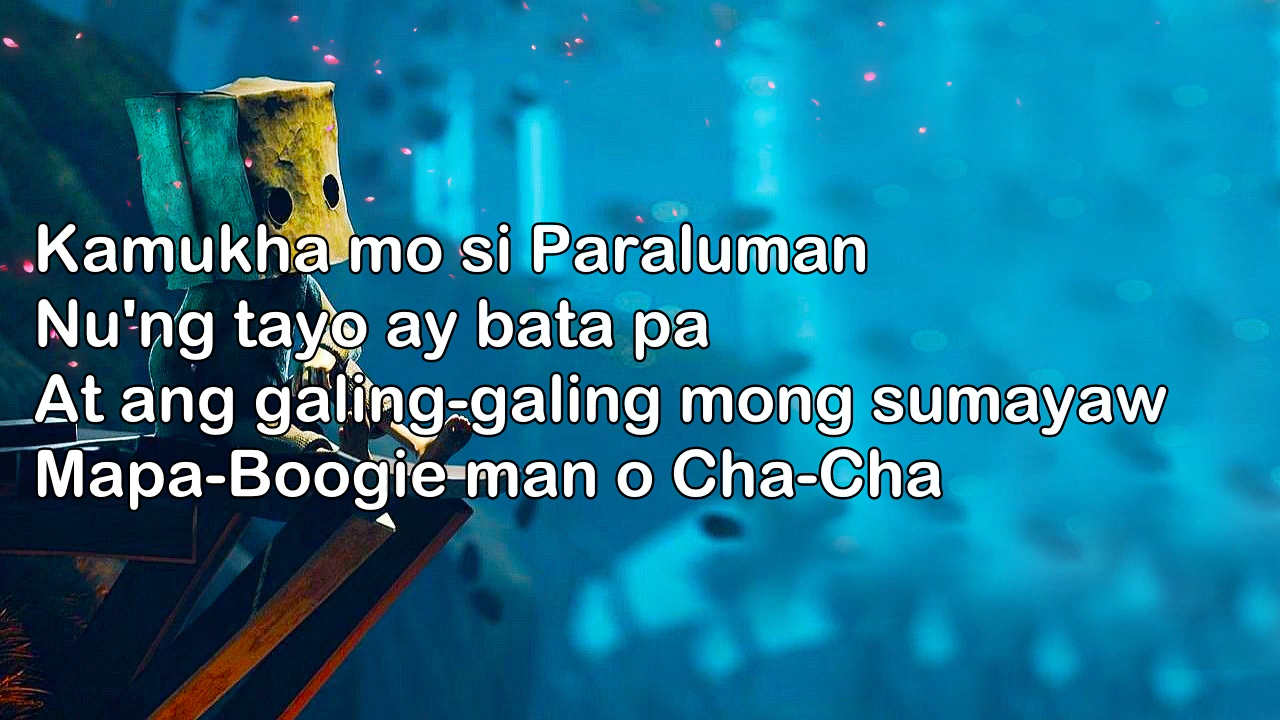 Kamukha mo si Paraluman
Nu'ng tayo ay bata pa
At ang galing-galing mong sumayaw
Mapa-Boogie man o Cha-Cha